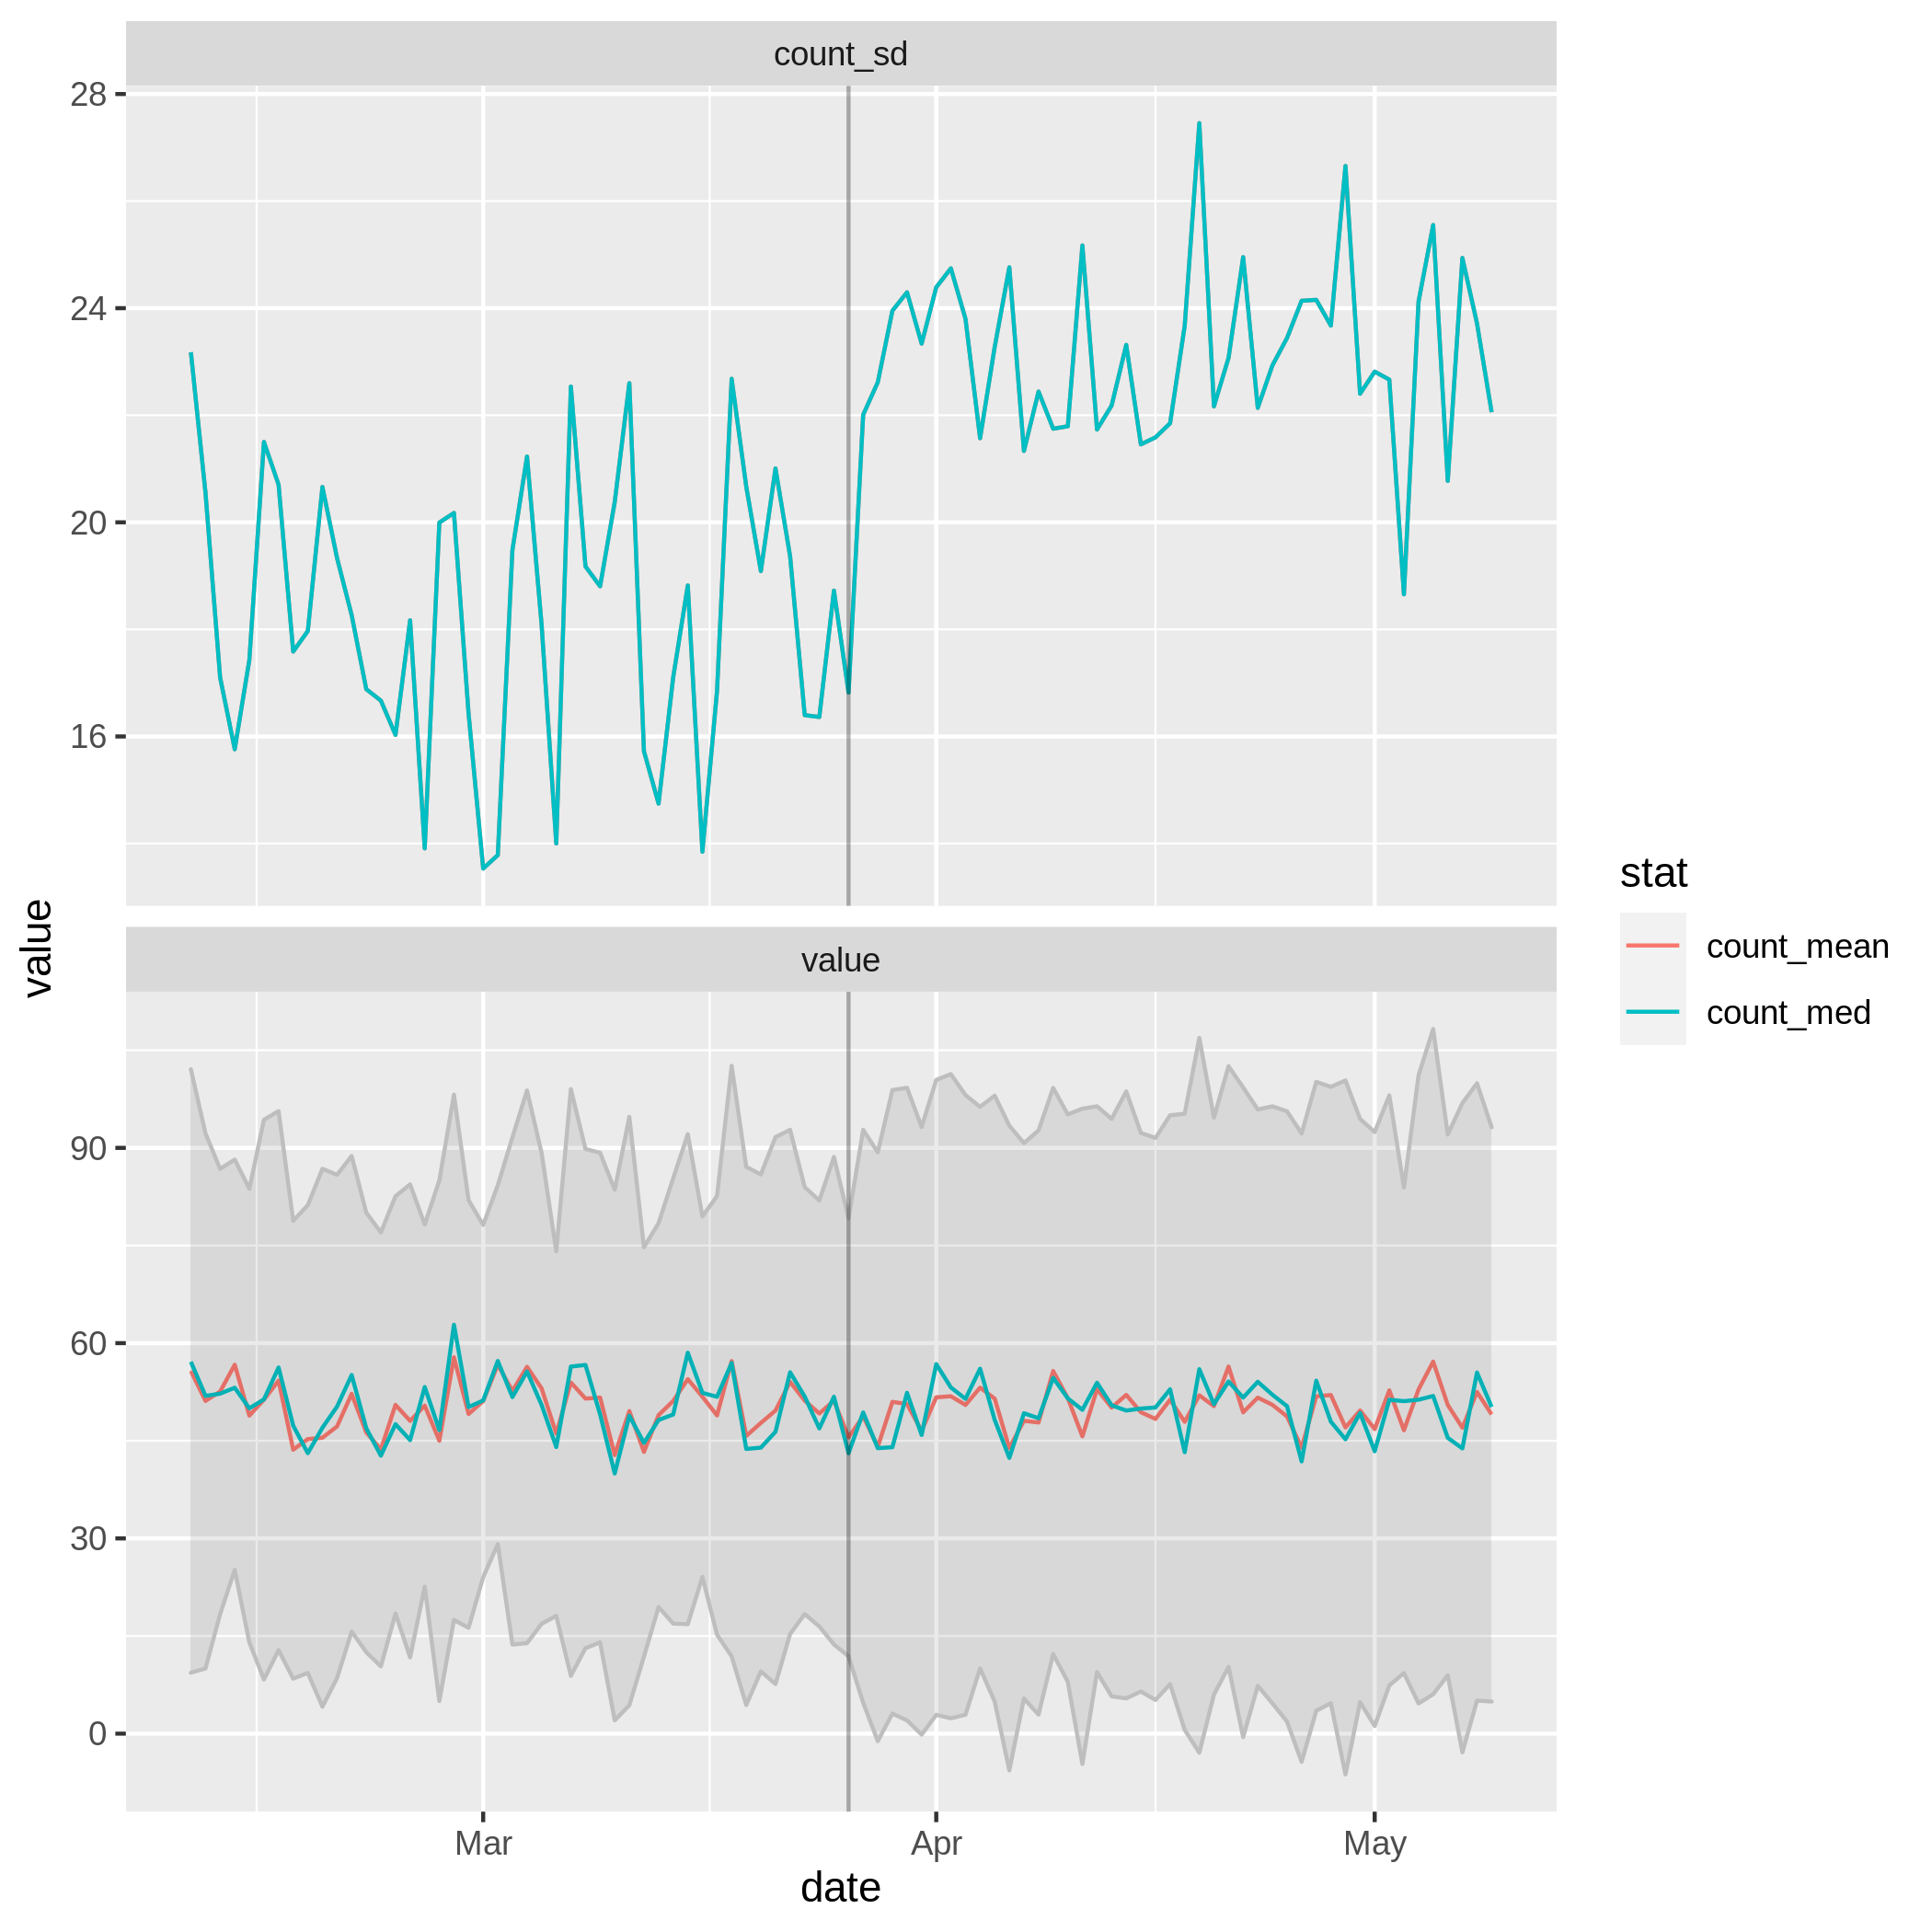 count_sd
28
24
20
16
value
value
90
60
30
0
Mar Apr May
date
stat
count_mean
count_med